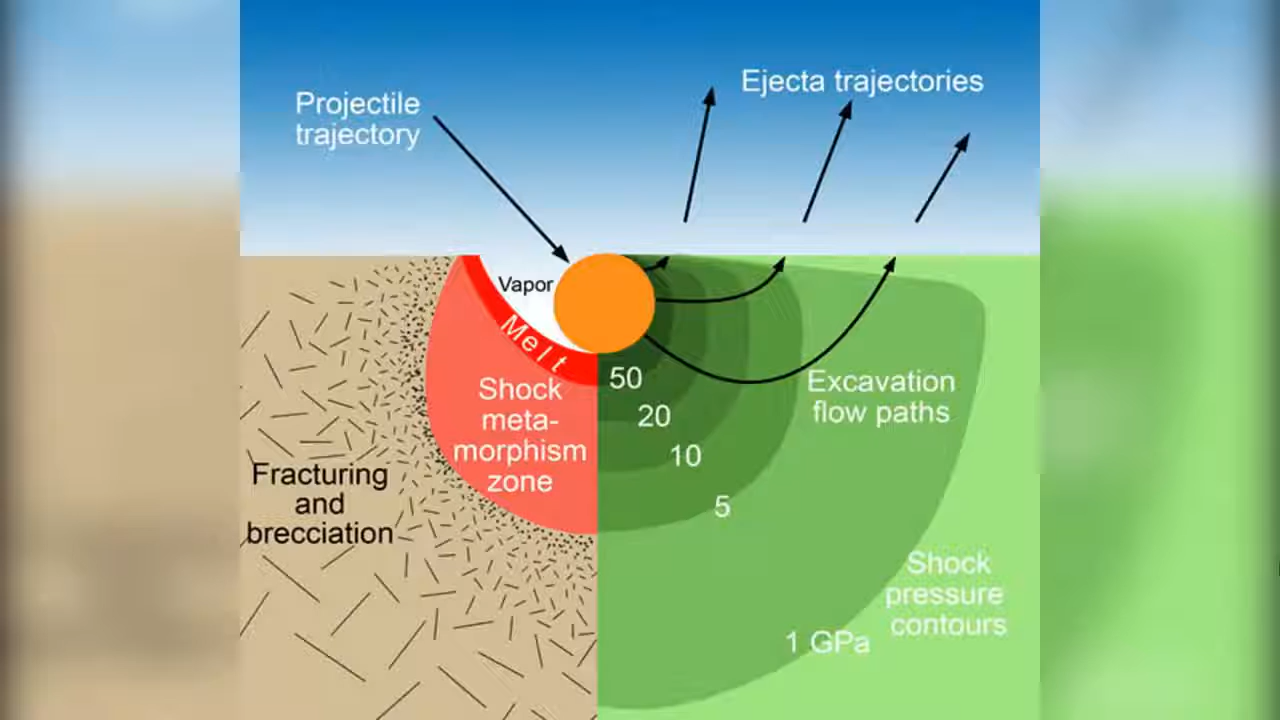 Projectile
trajectory
Ejecta trajectories
Vapor
Melt
Shock
meta-
morphism
zone
Fracturing
and
brecciation
50
20
10
5
1 GPa
Excavation
flow paths
Shock
pressure
contours